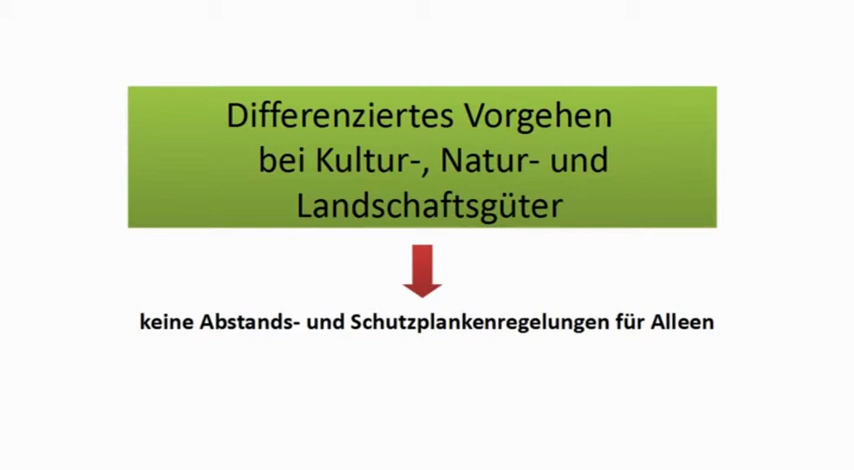 Differenziertes Vorgehen
bei Kultur-, Natur- und
Landschaftsgüter
keine Abstands- und Schutzplankenregelungen für Alleen